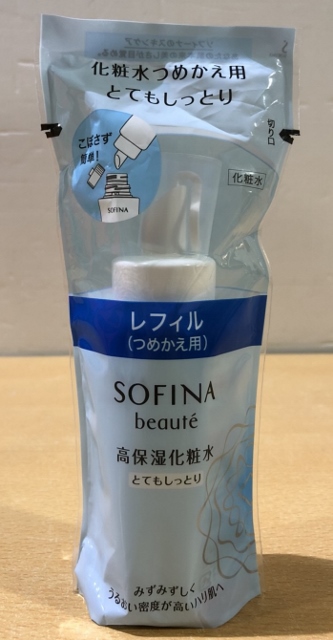 化粧水つめかえ用
とてもしっとり
こぼさず
簡単!
SOFINA
切り口
化粧水
レフィル
(つめかえ用)
SOFINA
beauté
高保湿化粧水
とてもしっとり
みずみずしく
うるおい密度が高いハリ肌へ